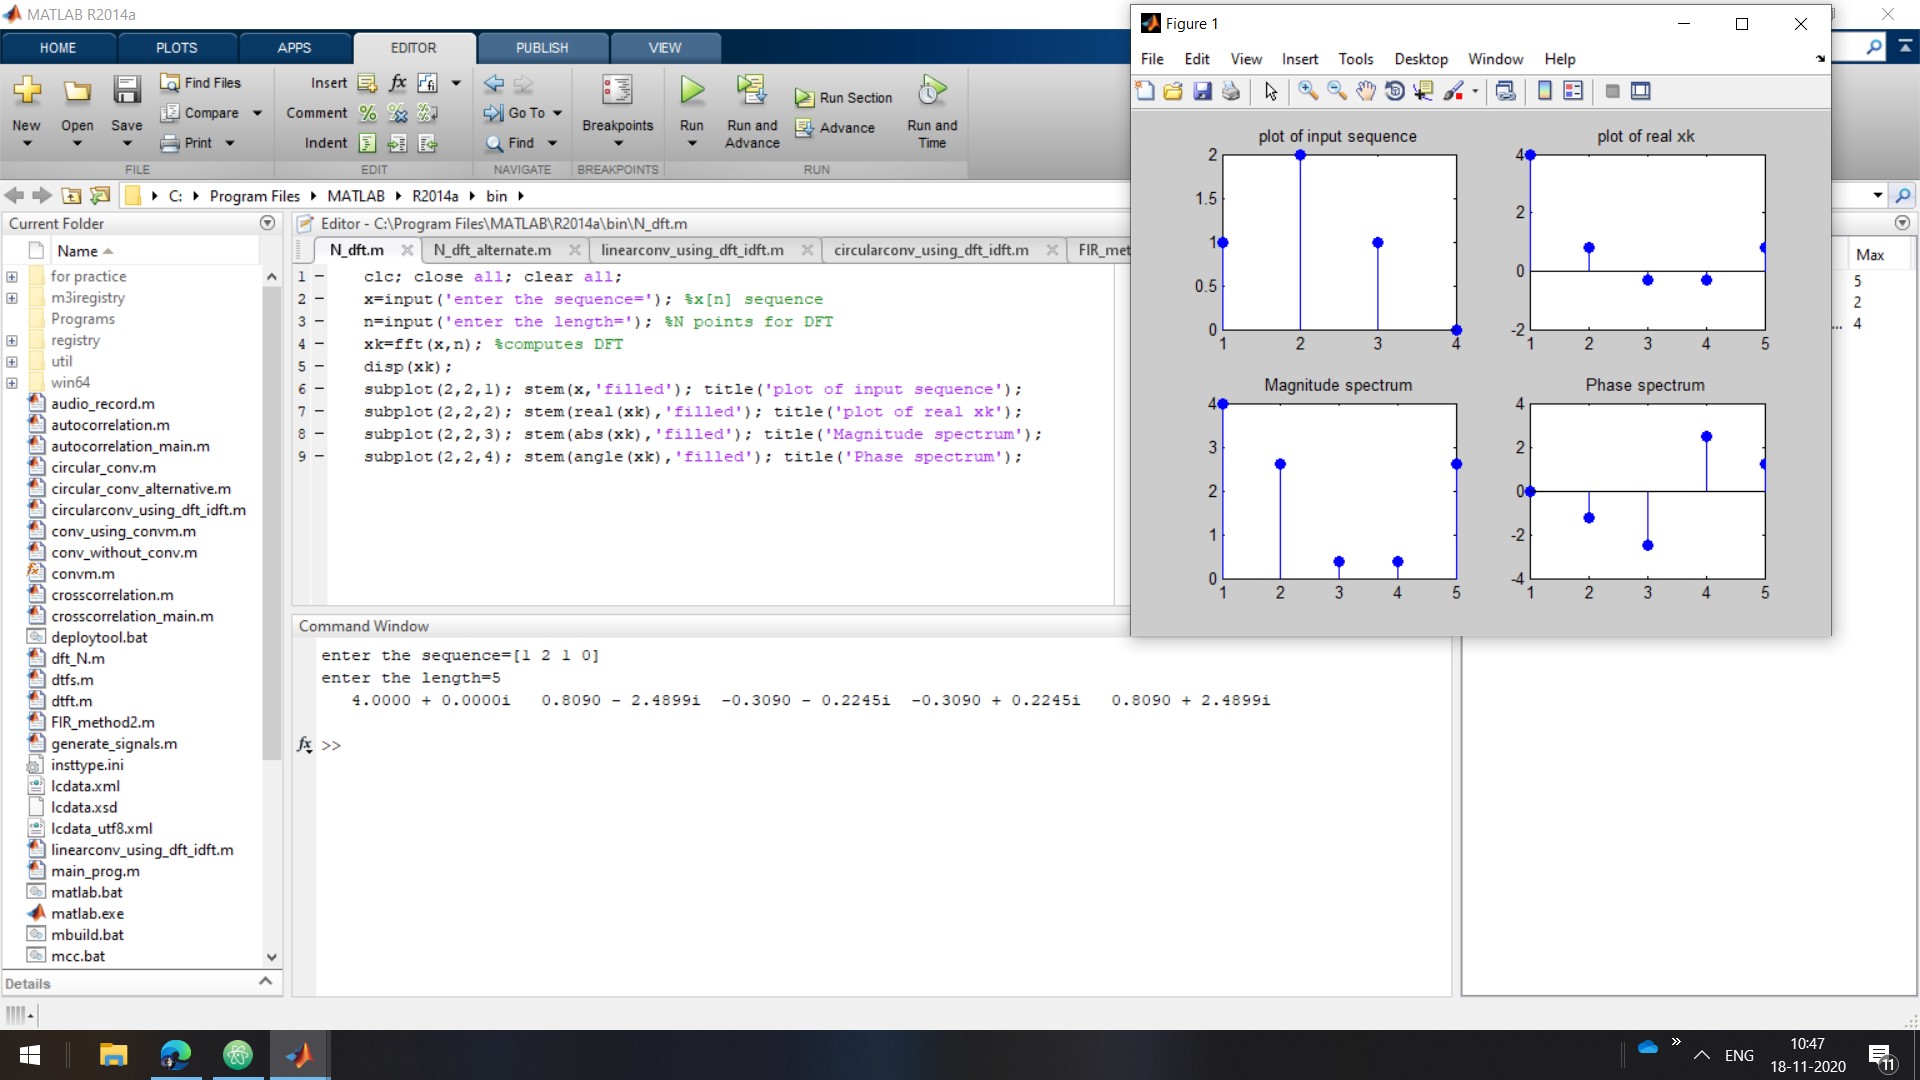 MATLAB R2014a
HOME PLOTS APPS EDITOR PUBLISH VIEW
New Open Save
Find Files
Compare
Print
FILE
Insert
Comment
Indent
EDIT
Go To
Find
NAVIGATE
Breakpoints
BREAKPOINTS
Run
Run and Advance
Run Section
Advance
Run and Time
RUN
C: Program Files MATLAB R2014a bin
Current Folder
Name
for practice
m3iregistry
Programs
registry
util
win64
audio_record.m
autocorrelation.m
autocorrelation_main.m
circular_conv.m
circular_conv_alternative.m
circularconv_using_dft_idft.m
conv_using_convm.m
conv_without_conv.m
convm.m
crosscorrelation.m
crosscorrelation_main.m
deploytool.bat
dft_N.m
dtfs.m
dtft.m
FIR_method2.m
generate_signals.m
insttype.ini
lcdata.xml
lcdata.xsd
lcdata_utf8.xml
linearconv_using_dft_idft.m
main_prog.m
matlab.bat
matlab.exe
mbuild.bat
mcc.bat
Details
Editor - C:\Program Files\MATLAB\R2014a\bin\N_dft.m
N_dft.m N_dft_alternate.m linearconv_using_dft_idft.m circularconv_using_dft_idft.m FIR_met
1 – clc; close all; clear all;
2 – x=input('enter the sequence='); %x[n] sequence
3 – n=input('enter the length='); %N points for DFT
4 – xk=fft(x,n); %computes DFT
5 – disp(xk);
6 – subplot(2,2,1); stem(x,'filled'); title('plot of input sequence');
7 – subplot(2,2,2); stem(real(xk),'filled'); title('plot of real xk');
8 – subplot(2,2,3); stem(abs(xk),'filled'); title('Magnitude spectrum');
9 – subplot(2,2,4); stem(angle(xk),'filled'); title('Phase spectrum');
Command Window
enter the sequence=[1 2 1 0]
enter the length=5
4.0000 + 0.0000i 0.8090 - 2.4899i -0.3090 - 0.2245i -0.3090 + 0.2245i 0.8090 + 2.4899i
fx >>
Figure 1
File Edit View Insert Tools Desktop Window Help
plot of input sequence
2
1.5
1
0.5
0
1 2 3 4
plot of real xk
4
2
0
-2
1 2 3 4 5
Magnitude spectrum
4
3
2
1
0
1 2 3 4 5
Phase spectrum
4
2
0
-2
-4
1 2 3 4 5
Max
5
2
... 4
ENG
10:47
18-11-2020
11